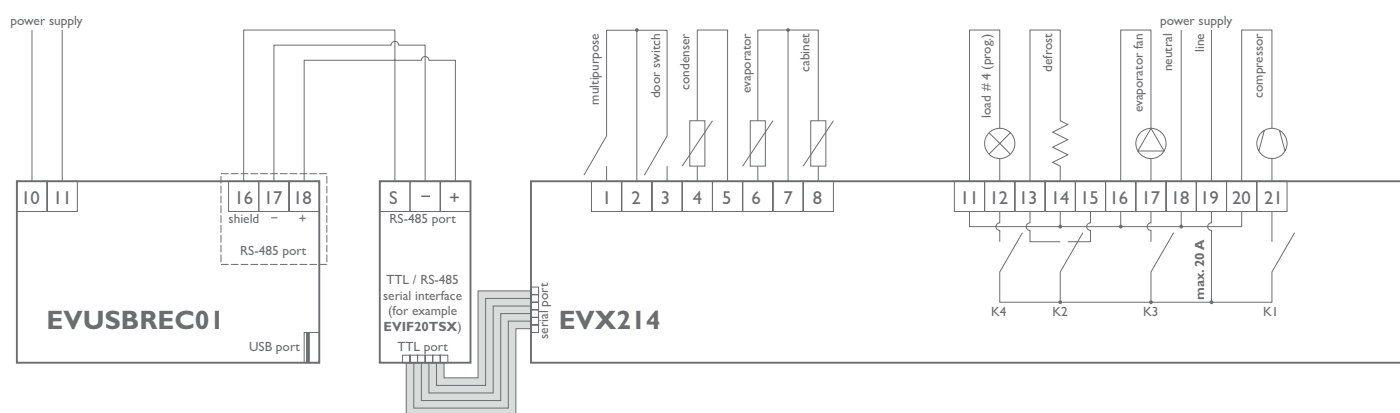 power supply
10 11
EVUSBREC01
16 17 18
shield − +
RS-485 port
USB port
S − +
RS-485 port
TTL / RS-485
serial interface
(for example
EVIF20TSX)
TTL port
serial port
EVX214
multipurpose
door switch
condenser
evaporator
cabinet
1 2 3 4 5 6 7 8
load # 4 (prog.)
defrost
evaporator fan
power supply
neutral
line
compressor
11 12 13 14 15 16 17 18 19 20 21
max. 20 A
K4 K2 K3 K1